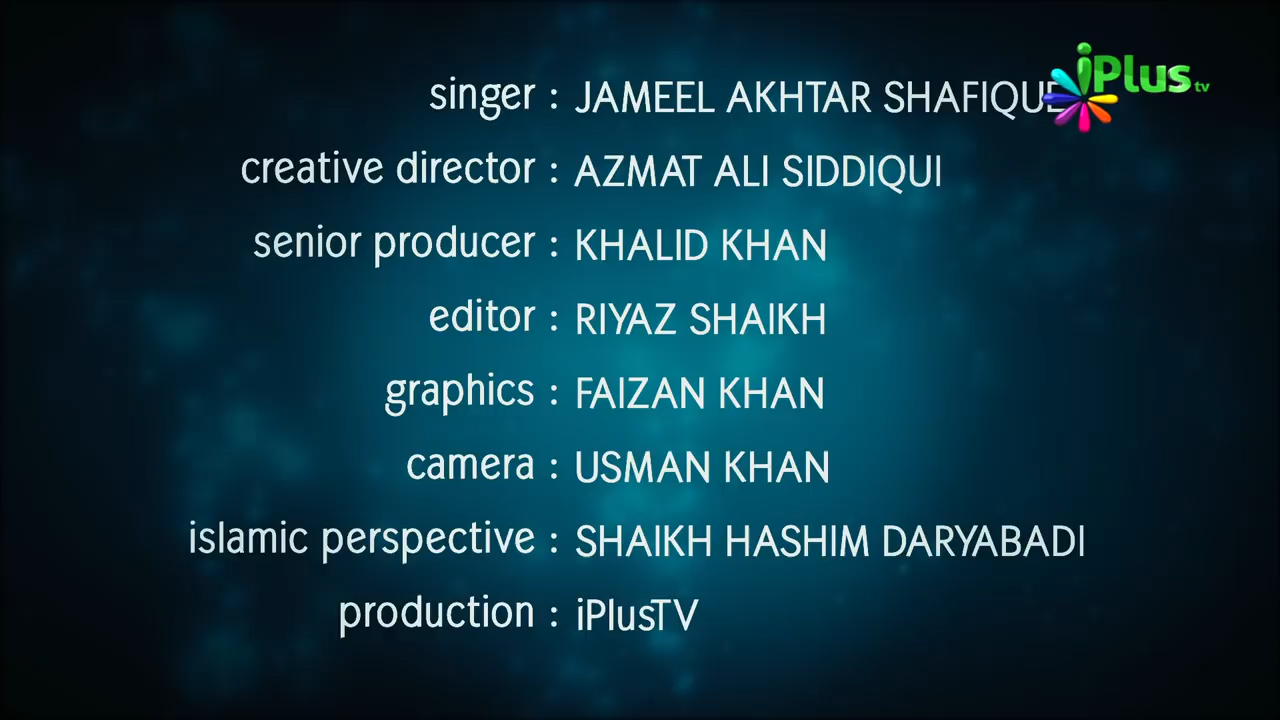 singer : JAMEEL AKHTAR SHAFIQUE
creative director : AZMAT ALI SIDDIQUI
senior producer : KHALID KHAN
editor : RIYAZ SHAIKH
graphics : FAIZAN KHAN
camera : USMAN KHAN
islamic perspective : SHAIKH HASHIM DARYABADI
production : iPlusTV
iPlus tv